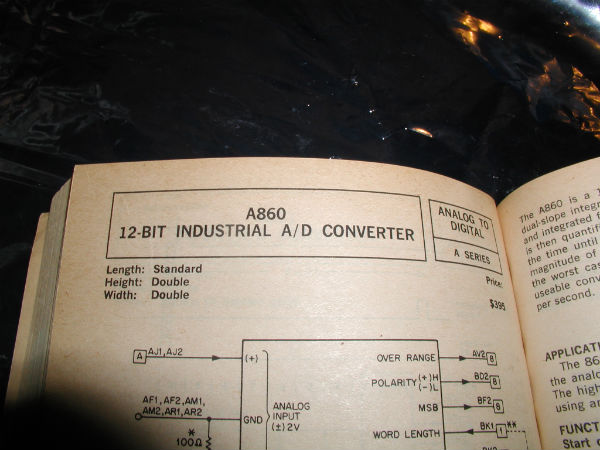 A860
12-BIT INDUSTRIAL A/D CONVERTER
ANALOG TO
DIGITAL
A SERIES
Length: Standard
Height: Double
Width: Double
Price:
$395
A AJ1, AJ2
(+)
AF1, AF2, AM1,
AM2, AR1, AR2
GND
ANALOG
INPUT
(±) 2V
*
100Ω
OVER RANGE AV2 8
POLARITY (+)H
(-)L
BD2 8
MSB BF2 8
WORD LENGTH BK1 1 **
The A860 is a
dual-slope integr
and integrated f
is then quantif
the time until
magnitude of
the worst cas
useable conv
per second.
APPLICAT
The 86
the analo
The high
using a
FUNCT
Start c